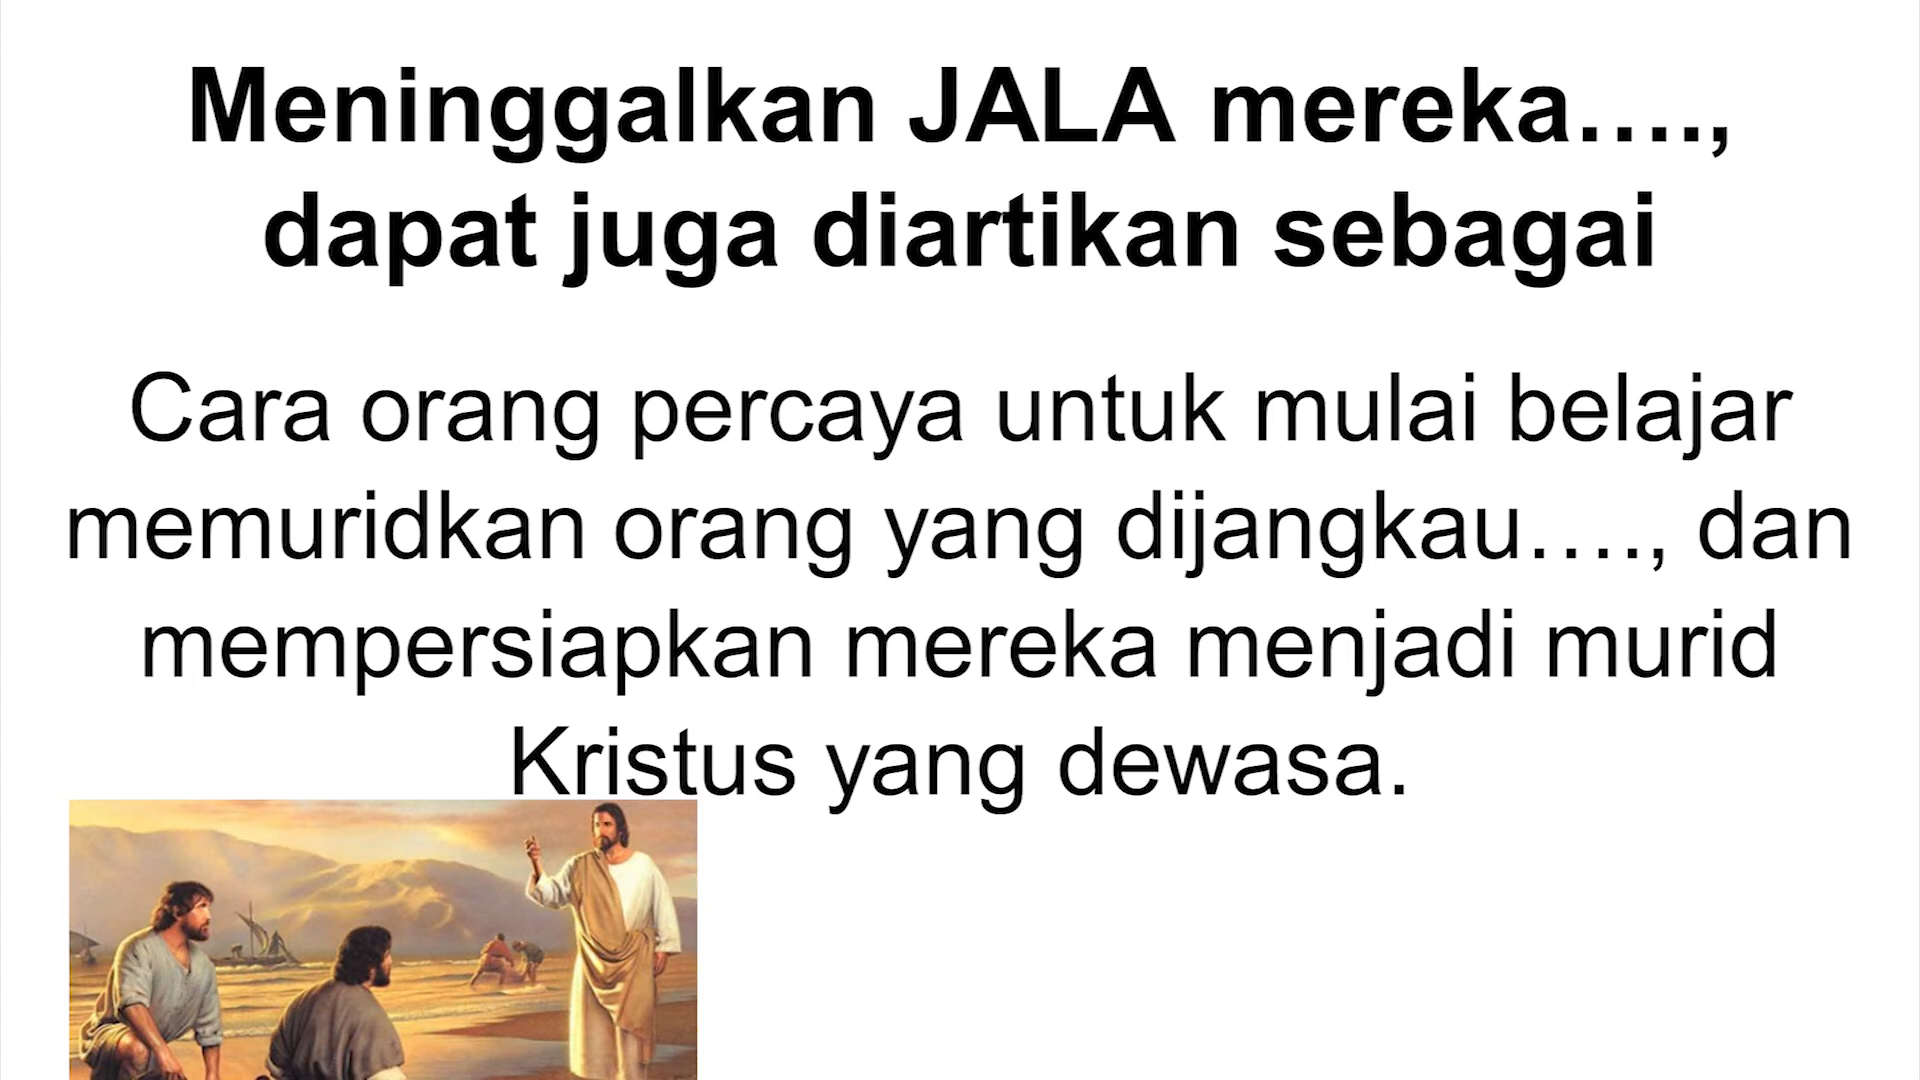 Meninggalkan JALA mereka....,
dapat juga diartikan sebagai
Cara orang percaya untuk mulai belajar
memuridkan orang yang dijangkau...., dan
mempersiapkan mereka menjadi murid
Kristus yang dewasa.